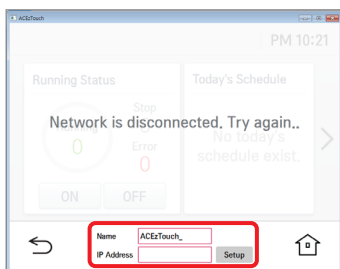 ACEzTouch
PM 10:21
Running Status
Today's Schedule
Stop
Network is disconnected. Try again..
0
Error
0
No today's
schedule exist.
ON OFF
Name ACEzTouch_
IP Address Setup